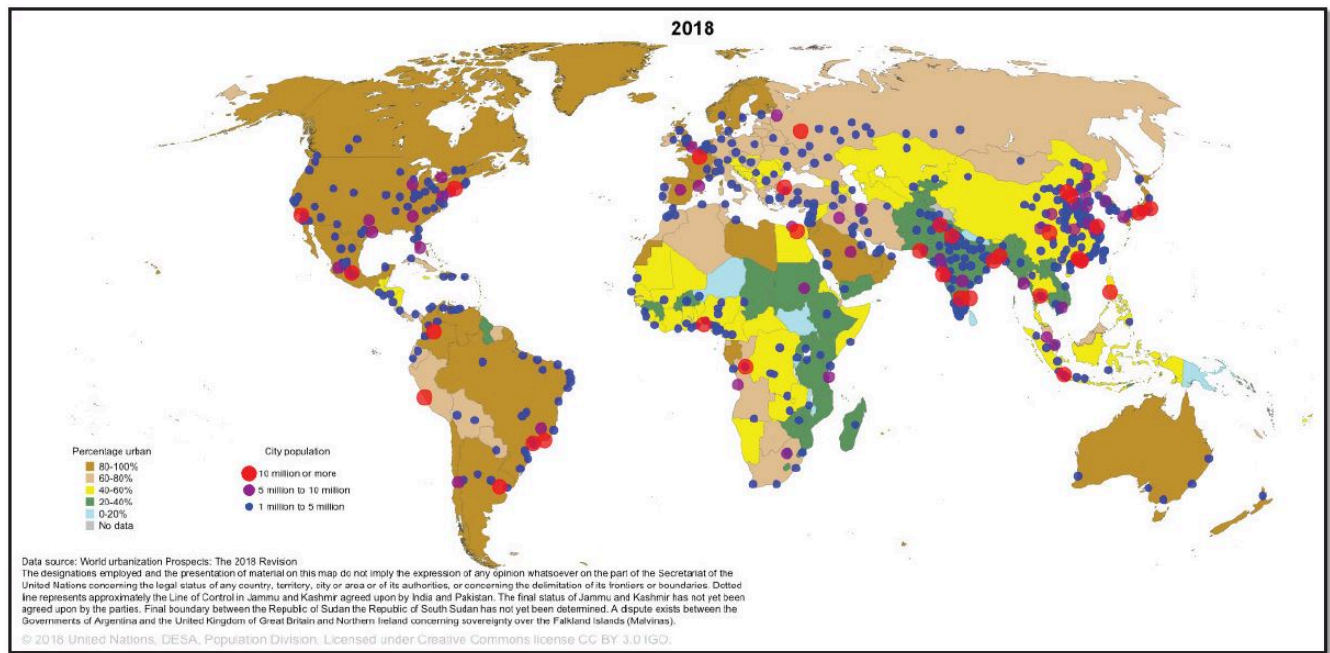 2018
Percentage urban
80-100%
60-80%
40-60%
20-40%
0-20%
No data
City population
10 million or more
5 million to 10 million
1 million to 5 million
Data source: World urbanization Prospects: The 2018 Revision
The designations employed and the presentation of material on this map do not imply the expression of any opinion whatsoever on the part of the Secretariat of the
United Nations concerning the legal status of any country, territory, city or area or of its authorities, or concerning the delimitation of its frontiers or boundaries. Dotted
line represents approximately the Line of Control in Jammu and Kashmir agreed upon by India and Pakistan. The final status of Jammu and Kashmir has not yet been
agreed upon by the parties. Final boundary between the Republic of Sudan the Republic of South Sudan has not yet been determined. A dispute exists between the
Governments of Argentina and the United Kingdom of Great Britain and Northern Ireland concerning sovereignty over the Falkland Islands (Malvinas).
© 2018 United Nations, DESA, Population Division. Licensed under Creative Commons license CC BY 3.0 IGO.